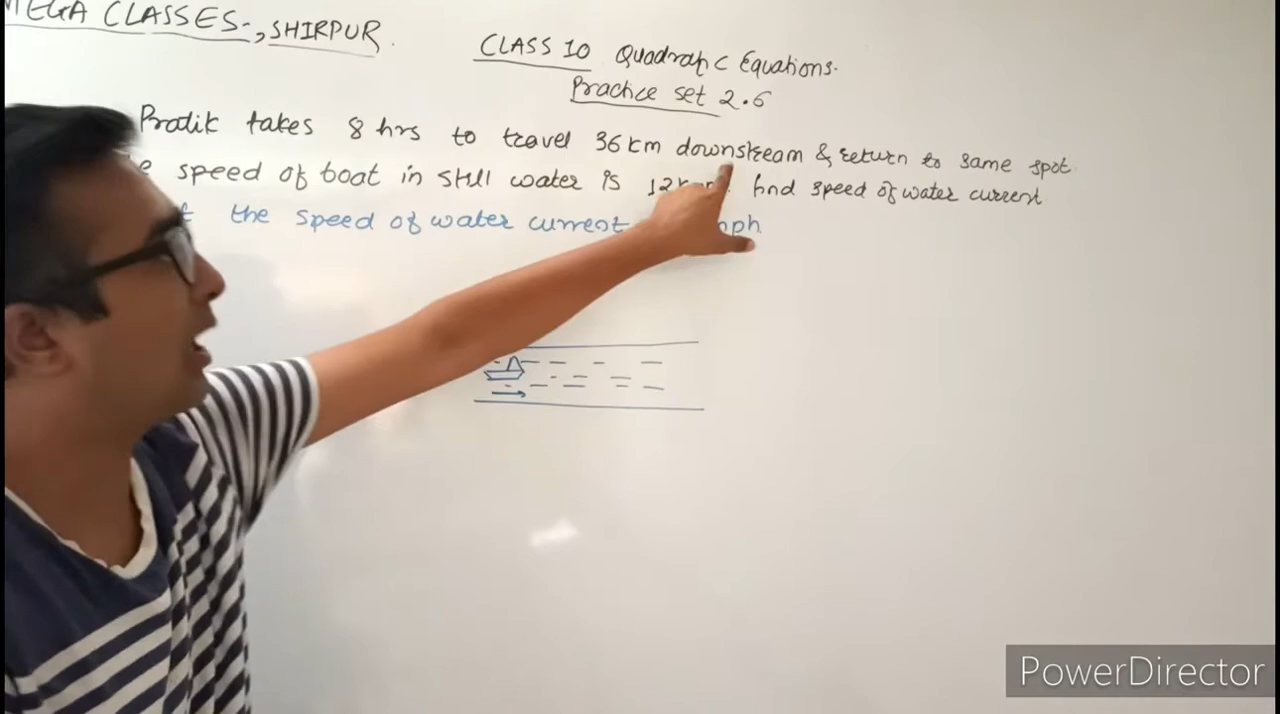 CLASSES-, SHIRPUR.
CLASS 10 Quadratic Equations.
Practice set 2.6
Pratik takes 8 hrs to travel 36 km downstream & return to same spot.
speed of boat in still water is find speed of water current
the speed of water current
PowerDirector